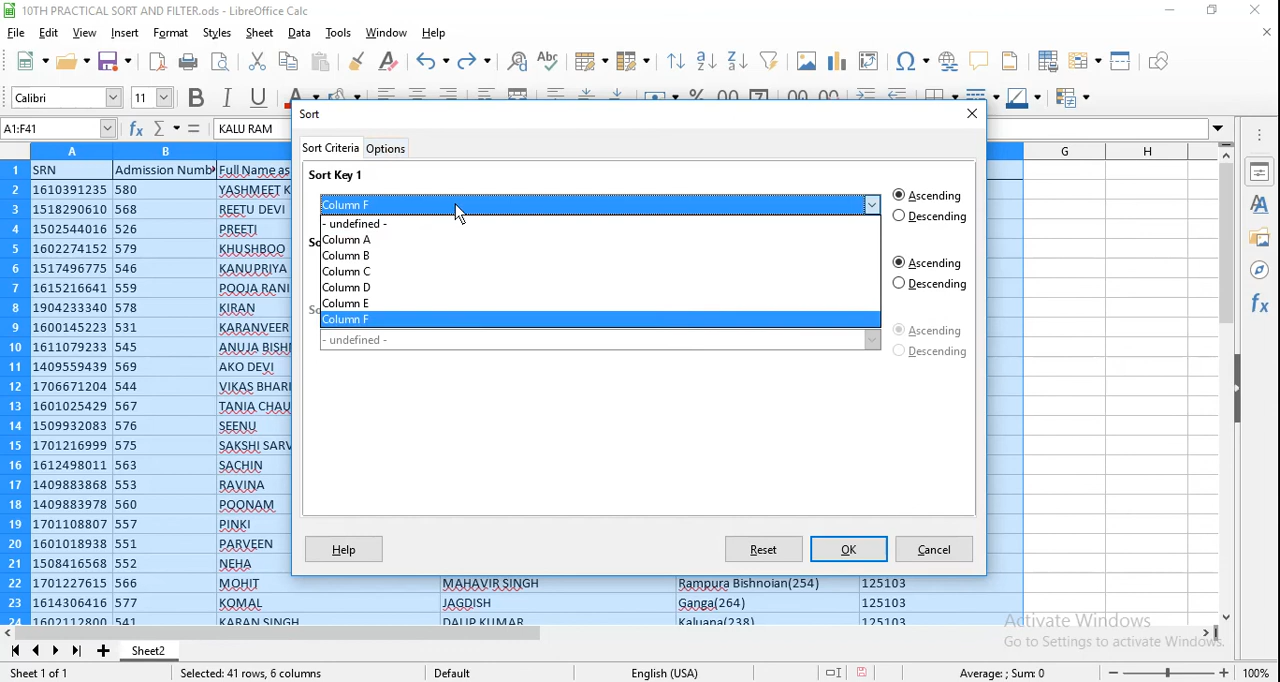 10TH PRACTICAL SORT AND FILTER.ods - LibreOffice Calc
File Edit View Insert Format Styles Sheet Data Tools Window Help
Calibri 11
A1:F41 KALU RAM
Sort
Sort Criteria Options
Sort Key 1
Column F
Ascending
Descending
- undefined -
Column A
Column B
Column C
Column D
Column E
Column F
Ascending
Descending
- undefined -
Ascending
Descending
Help Reset OK Cancel
A B G H
1 SRN Admission Numb Full Name as
2 1610391235 580 YASHMEET K
3 1518290610 568 REETU DEVI
4 1502544016 526 PREETI
5 1602274152 579 KHUSHBOO
6 1517496775 546 KANUPRIYA
7 1615216641 559 POOJA RANI
8 1904233340 578 KIRAN
9 1600145223 531 KARANVEER
10 1611079233 545 ANUJA BISHI
11 1409559439 569 AKO DEVI
12 1706671204 544 VIKAS BHARI
13 1601025429 567 TANIA CHAU
14 1509932083 576 SEENU
15 1701216999 575 SAKSHI SARV
16 1612498011 563 SACHIN
17 1409883868 553 RAVINA
18 1409883978 560 POONAM
19 1701108807 557 PINKI
20 1601018938 551 PARVEEN
21 1508416568 552 NEHA
22 1701227615 566 MOHIT MAHAVIR SINGH Rampura Bishnoian(254) 125103
23 1614306416 577 KOMAL JAGDISH Ganga(264) 125103
24 1602112800 541 KARAN SINGH DALIP KUMAR Kaluana(238) 125103
Activate Windows
Go to Settings to activate Windows.
Sheet2
Sheet 1 of 1 Selected: 41 rows, 6 columns Default English (USA) Average: ; Sum: 0 100%